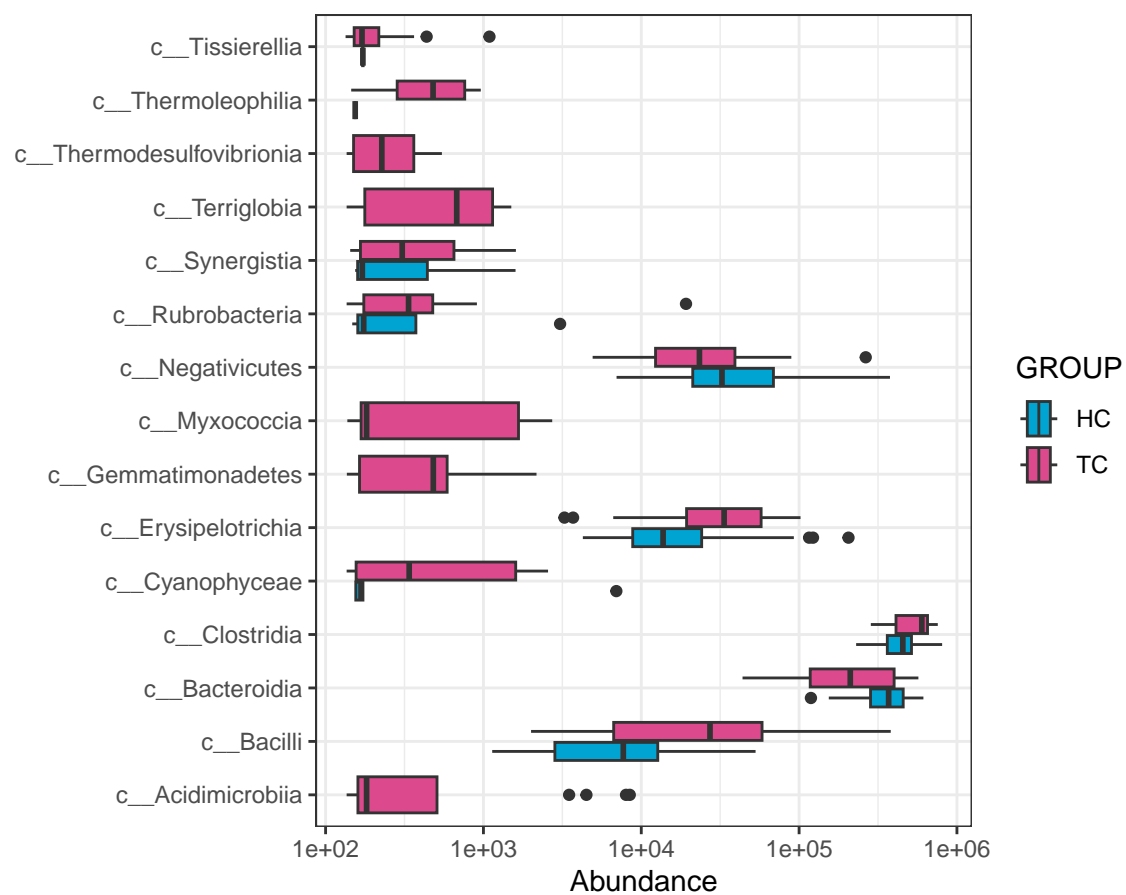 c__Tissierellia
c__Thermoleophilia
c__Thermodesulfovibrionia
c__Terriglobia
c__Synergistia
c__Rubrobacteria
c__Negativicutes
c__Myxococcia
c__Gemmatimonadetes
c__Erysipelotrichia
c__Cyanophyceae
c__Clostridia
c__Bacteroidia
c__Bacilli
c__Acidimicrobiia
1e+02 1e+03 1e+04 1e+05 1e+06
Abundance
GROUP
HC
TC